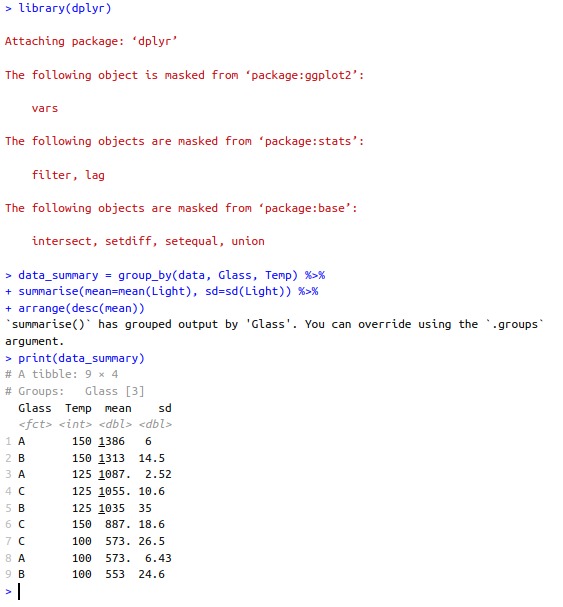 > library(dplyr)
Attaching package: ‘dplyr’
The following object is masked from ‘package:ggplot2’:
    vars
The following objects are masked from ‘package:stats’:
    filter, lag
The following objects are masked from ‘package:base’:
    intersect, setdiff, setequal, union
> data_summary = group_by(data, Glass, Temp) %>%
+ summarise(mean=mean(Light), sd=sd(Light)) %>%
+ arrange(desc(mean))
`summarise()` has grouped output by 'Glass'. You can override using the `.groups`
argument.
> print(data_summary)
# A tibble: 9 × 4
# Groups:   Glass [3]
  Glass  Temp  mean    sd
  <fct> <int> <dbl> <dbl>
1 A       150 1386   6
2 B       150 1313  14.5
3 A       125 1087.  2.52
4 C       125 1055. 10.6
5 B       125 1035  35
6 C       150  887. 18.6
7 C       100  573. 26.5
8 A       100  573.  6.43
9 B       100  553  24.6
>